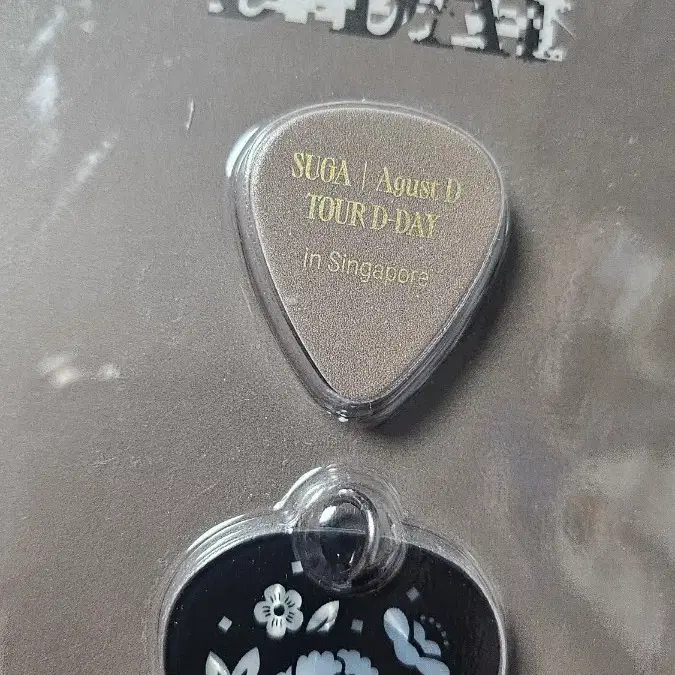 SUGA | Agust D
TOUR D-DAY
in Singapore